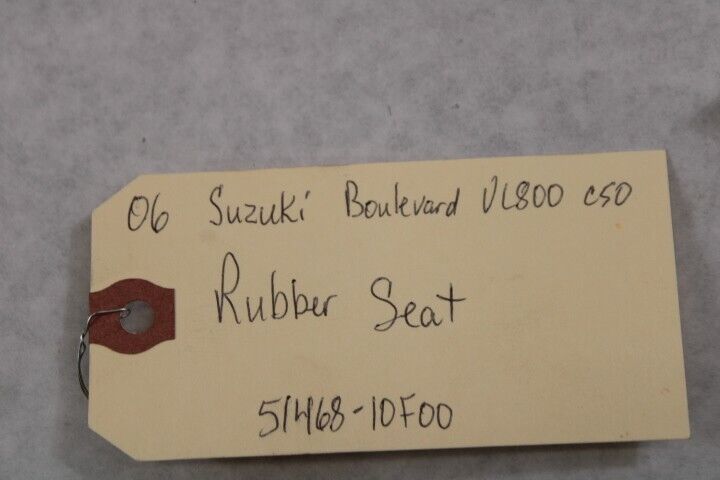 06 Suzuki Boulevard VL800 C50
Rubber Seat
51468-10F00